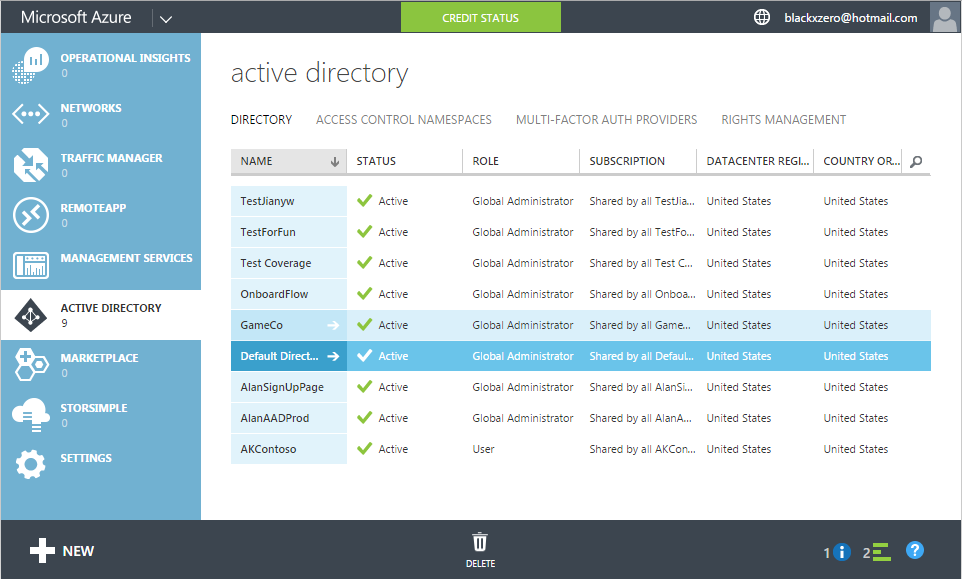 Microsoft Azure
CREDIT STATUS
blackxzero@hotmail.com
OPERATIONAL INSIGHTS
0
NETWORKS
0
TRAFFIC MANAGER
0
REMOTEAPP
0
MANAGEMENT SERVICES
ACTIVE DIRECTORY
9
MARKETPLACE
0
STORSIMPLE
0
SETTINGS
active directory
DIRECTORY ACCESS CONTROL NAMESPACES MULTI-FACTOR AUTH PROVIDERS RIGHTS MANAGEMENT
NAME STATUS ROLE SUBSCRIPTION DATACENTER REGI... COUNTRY OR...
TestJianyw Active Global Administrator Shared by all TestJia... United States United States
TestForFun Active Global Administrator Shared by all TestFo... United States United States
Test Coverage Active Global Administrator Shared by all Test C... United States United States
OnboardFlow Active Global Administrator Shared by all Onboa... United States United States
GameCo Active Global Administrator Shared by all Game... United States United States
Default Direct... Active Global Administrator Shared by all Defaul... United States United States
AlanSignUpPage Active Global Administrator Shared by all AlanSi... United States United States
AlanAADProd Active Global Administrator Shared by all AlanA... United States United States
AKContoso Active User Shared by all AKCon... United States United States
NEW
DELETE
1 i 2 ?